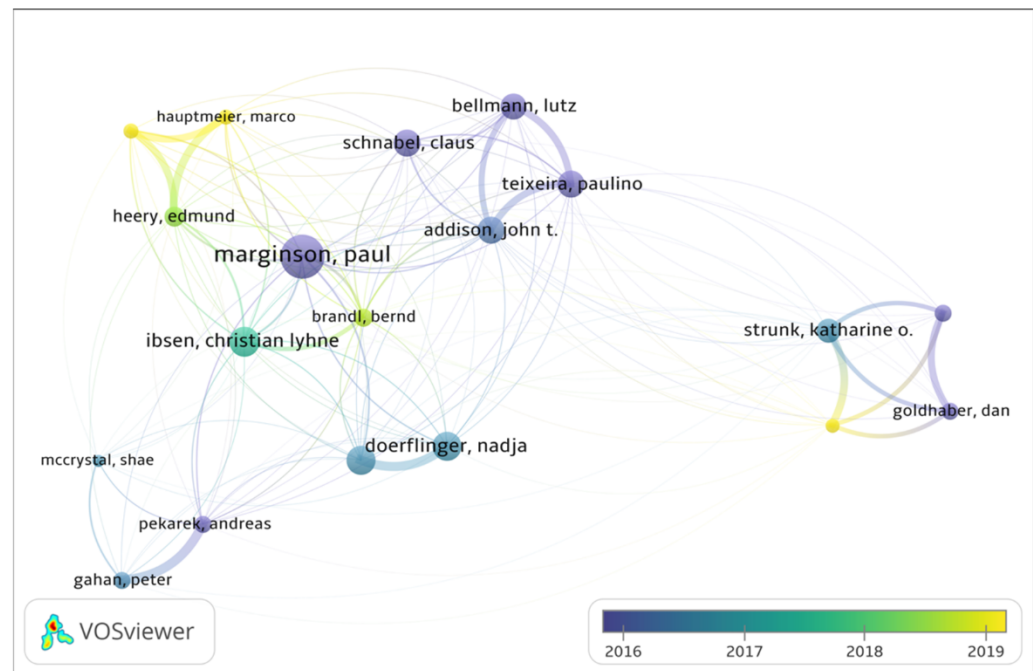 bellmann, lutz
hauptmeier, marco
schnabel, claus
teixeira, paulino
heery, edmund
addison, john t.
marginson, paul
brandl, bernd
strunk, katharine o.
ibsen, christian lyhne
goldhaber, dan
doerflinger, nadja
mccrystal, shae
pekarek, andreas
gahan, peter
VOSviewer
2016 2017 2018 2019